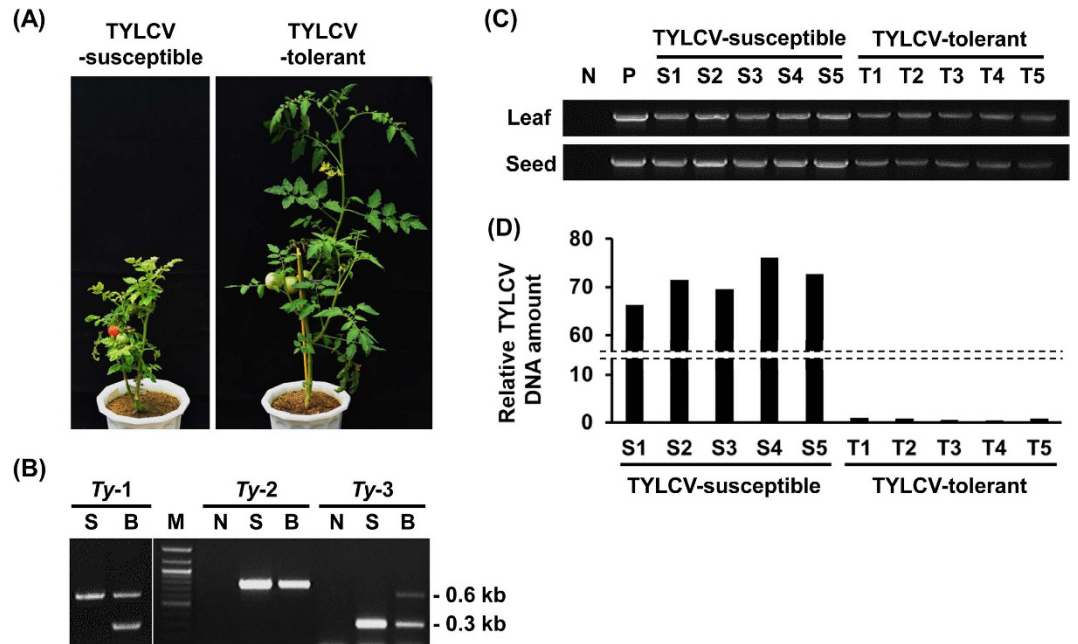 (A)
TYLCV
-susceptible
TYLCV
-tolerant
(B)
Ty-1 Ty-2 Ty-3
S B M N S B N S B
- 0.6 kb
- 0.3 kb
(C)
TYLCV-susceptible TYLCV-tolerant
N P S1 S2 S3 S4 S5 T1 T2 T3 T4 T5
Leaf
Seed
(D)
Relative TYLCV
DNA amount
80
70
60
10
0
S1 S2 S3 S4 S5 T1 T2 T3 T4 T5
TYLCV-susceptible TYLCV-tolerant